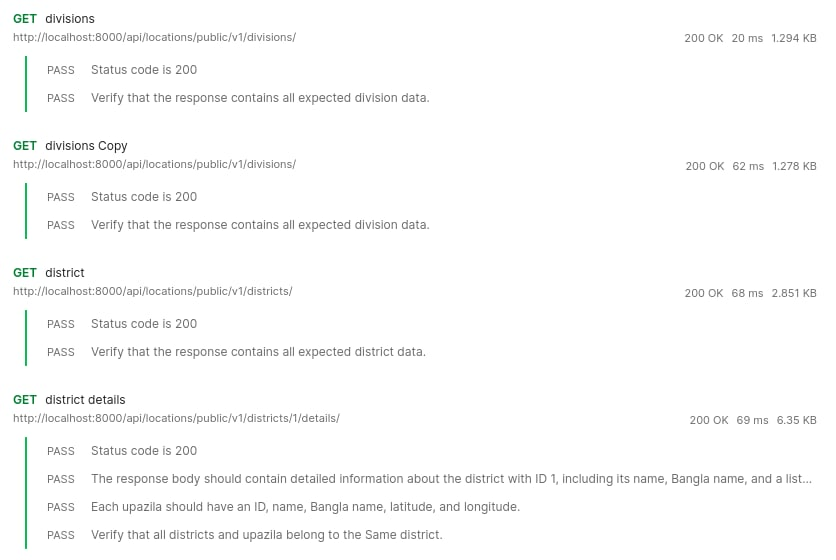 GET divisions
http://localhost:8000/api/locations/public/v1/divisions/ 200 OK 20 ms 1.294 KB
PASS Status code is 200
PASS Verify that the response contains all expected division data.
GET divisions Copy
http://localhost:8000/api/locations/public/v1/divisions/ 200 OK 62 ms 1.278 KB
PASS Status code is 200
PASS Verify that the response contains all expected division data.
GET district
http://localhost:8000/api/locations/public/v1/districts/ 200 OK 68 ms 2.851 KB
PASS Status code is 200
PASS Verify that the response contains all expected district data.
GET district details
http://localhost:8000/api/locations/public/v1/districts/1/details/ 200 OK 69 ms 6.35 KB
PASS Status code is 200
PASS The response body should contain detailed information about the district with ID 1, including its name, Bangla name, and a list...
PASS Each upazila should have an ID, name, Bangla name, latitude, and longitude.
PASS Verify that all districts and upazila belong to the Same district.